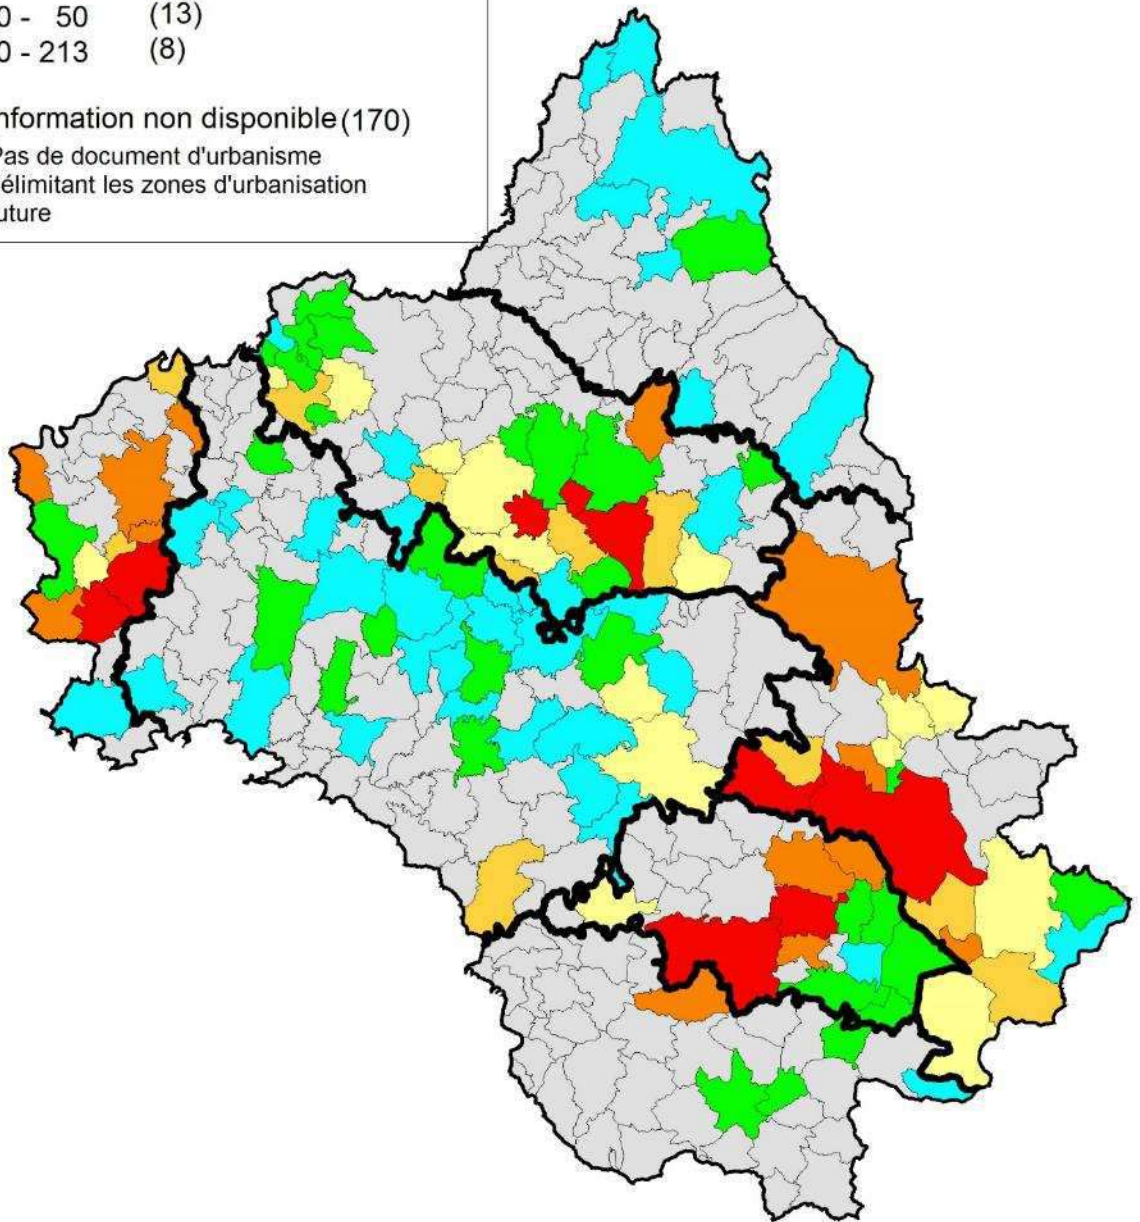 0 - 50 (13)
0 - 213 (8)
nformation non disponible (170)
Pas de document d'urbanisme
élimitant les zones d'urbanisation
uture